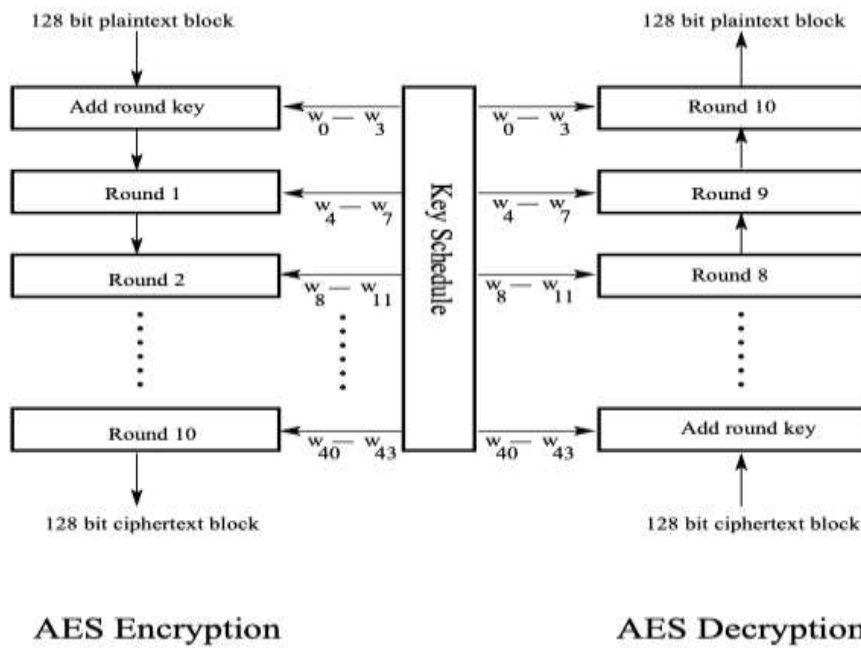 128 bit plaintext block
128 bit plaintext block
Add round key
w0 — w3
Key Schedule
w0 — w3
Round 10
Round 1
w4 — w7
w4 — w7
Round 9
Round 2
w8 — w11
w8 — w11
Round 8
Round 10
w40 — w43
w40 — w43
Add round key
128 bit ciphertext block
128 bit ciphertext block
AES Encryption
AES Decryption